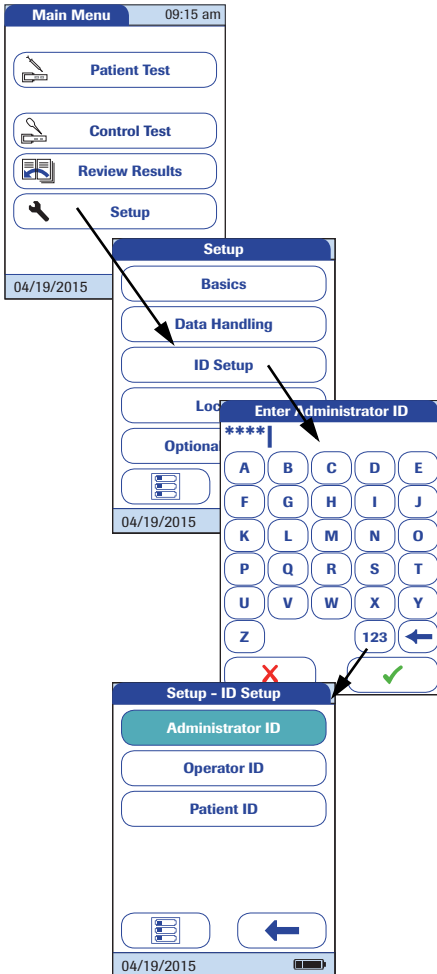 Main Menu 09:15 am
Patient Test
Control Test
Review Results
Setup
04/19/2015
Setup
Basics
Data Handling
ID Setup
Loc
Optiona
04/19/2015
Enter Administrator ID
****
A B C D E
F G H I J
K L M N O
P Q R S T
U V W X Y
Z 123
Setup - ID Setup
Administrator ID
Operator ID
Patient ID
04/19/2015